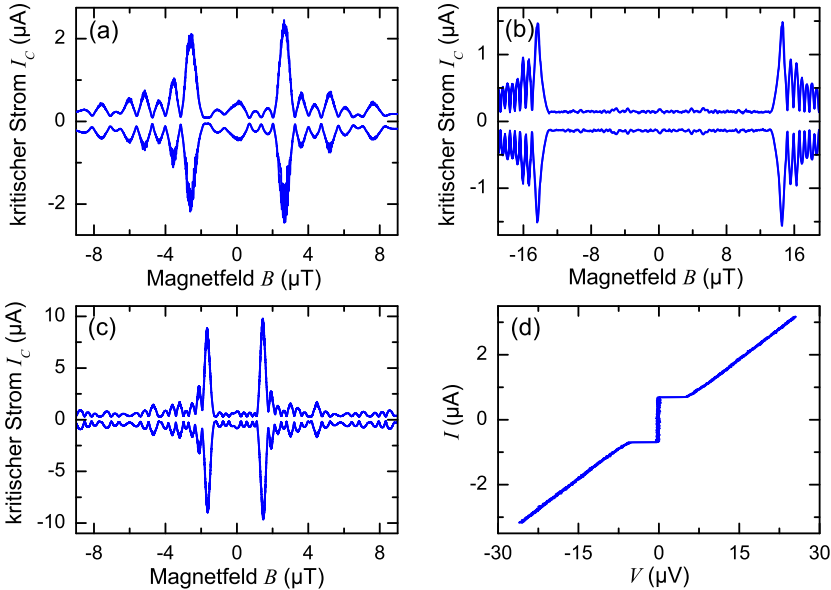 (a)
kritischer Strom I_C (µA)
2
0
-2
-8
-4
0
4
8
Magnetfeld B (µT)
(b)
kritischer Strom I_C (µA)
1
0
-1
-16
-8
0
8
16
Magnetfeld B (µT)
(c)
kritischer Strom I_C (µA)
10
5
0
-5
-10
-8
-4
0
4
8
Magnetfeld B (µT)
(d)
I (µA)
2
0
-2
-30
-15
0
15
30
V (µV)